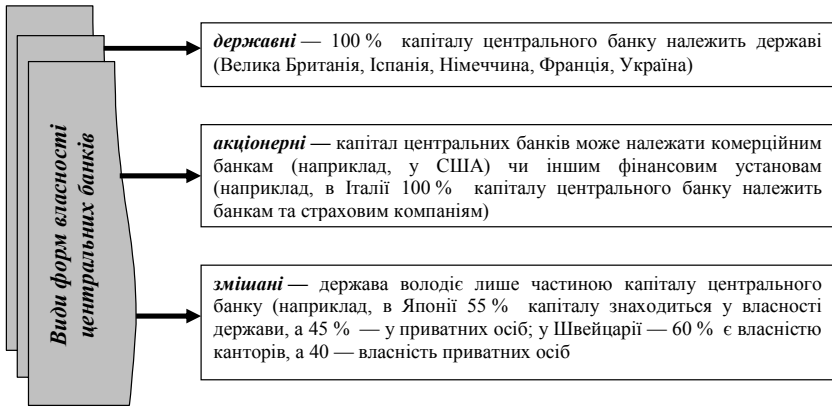 Види форм власності
центральних банків
державні — 100 % капіталу центрального банку належить державі
(Велика Британія, Іспанія, Німеччина, Франція, Україна)
акціонерні — капітал центральних банків може належати комерційним
банкам (наприклад, у США) чи іншим фінансовим установам
(наприклад, в Італії 100 % капіталу центрального банку належить
банкам та страховим компаніям)
змішані — держава володіє лише частиною капіталу центрального
банку (наприклад, в Японії 55 % капіталу знаходиться у власності
держави, а 45 % — у приватних осіб; у Швейцарії — 60 % є власністю
канторів, а 40 — власність приватних осіб